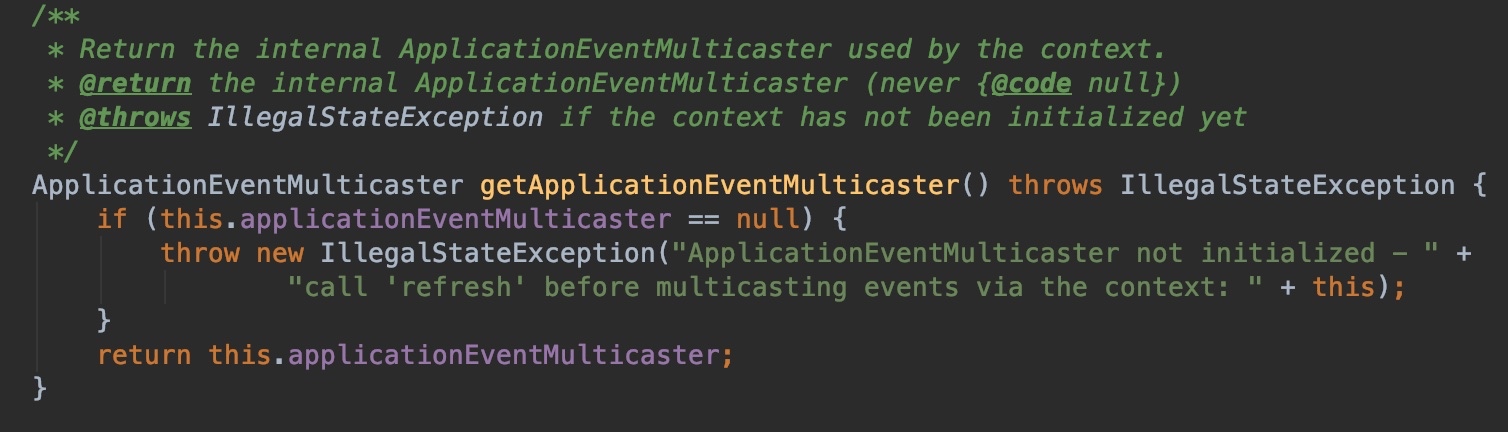 /**
 * Return the internal ApplicationEventMulticaster used by the context.
 * @return the internal ApplicationEventMulticaster (never {@code null})
 * @throws IllegalStateException if the context has not been initialized yet
 */
ApplicationEventMulticaster getApplicationEventMulticaster() throws IllegalStateException {
    if (this.applicationEventMulticaster == null) {
        throw new IllegalStateException("ApplicationEventMulticaster not initialized - " +
                "call 'refresh' before multicasting events via the context: " + this);
    }
    return this.applicationEventMulticaster;
}